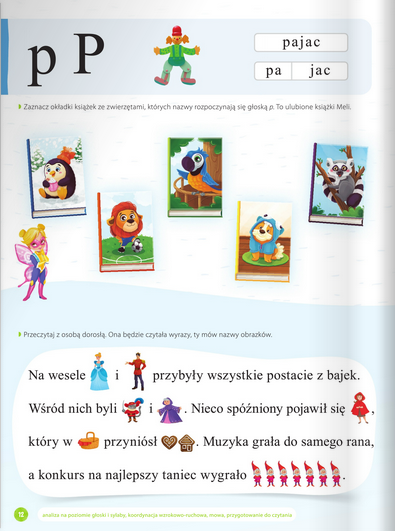 p P
pajac
pa jac
Zaznacz okładki książek ze zwierzętami, których nazwy rozpoczynają się głoską p. To ulubione książki Meli.
Przeczytaj z osobą dorosłą. Ona będzie czytała wyrazy, ty mów nazwy obrazków.
Na wesele i przybyły wszystkie postacie z bajek.
Wśród nich byli i . Nieco spóźniony pojawił się ,
który w przyniósł . Muzyka grała do samego rana,
a konkurs na najlepszy taniec wygrało .
12 analiza na poziomie głoski i sylaby, koordynacja wzrokowo-ruchowa, mowa, przygotowanie do czytania